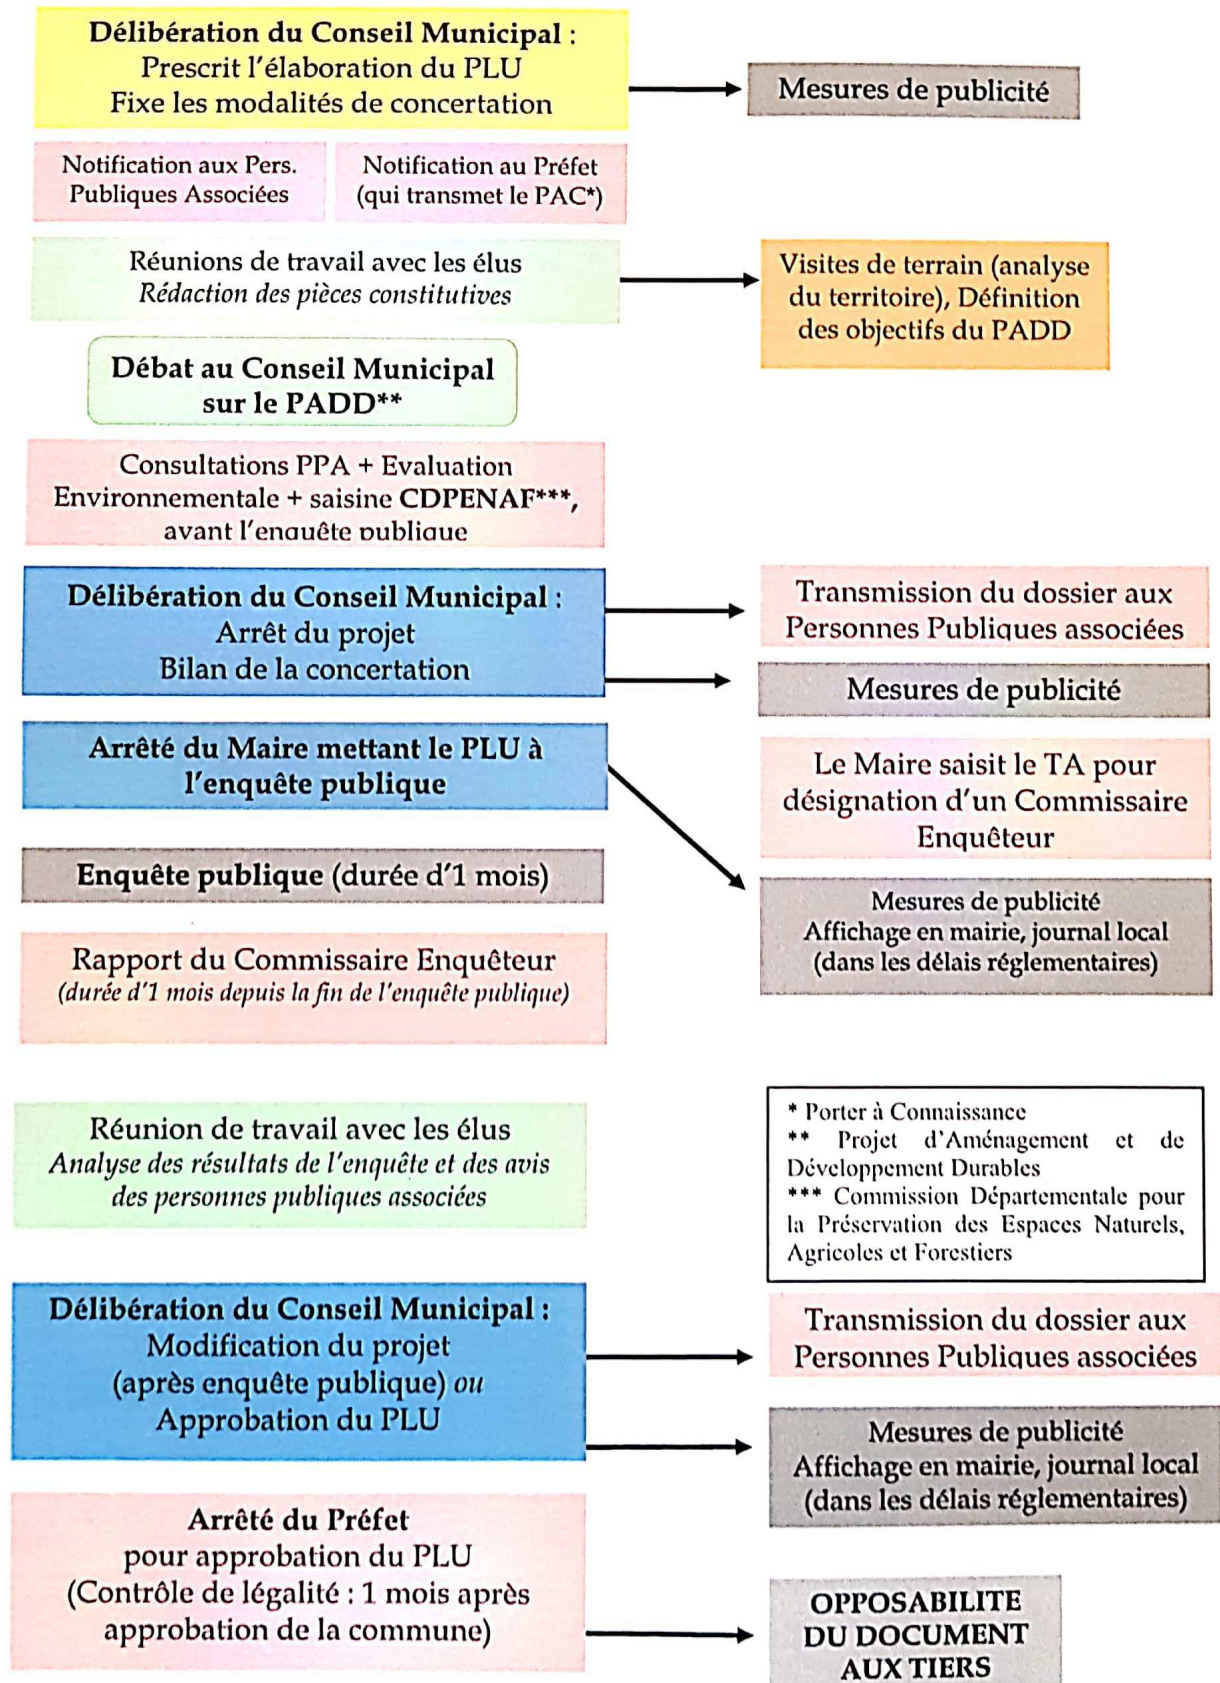 Délibération du Conseil Municipal :
Prescrit l'élaboration du PLU
Fixe les modalités de concertation
Mesures de publicité
Notification aux Pers.
Publiques Associées
Notification au Préfet
(qui transmet le PAC*)
Réunions de travail avec les élus
Rédaction des pièces constitutives
Visites de terrain (analyse
du territoire), Définition
des objectifs du PADD
Débat au Conseil Municipal
sur le PADD**
Consultations PPA + Evaluation
Environnementale + saisine CDPENAF***,
avant l'enquête publique
Délibération du Conseil Municipal :
Arrêt du projet
Bilan de la concertation
Transmission du dossier aux
Personnes Publiques associées
Mesures de publicité
Arrêté du Maire mettant le PLU à
l'enquête publique
Le Maire saisit le TA pour
désignation d'un Commissaire
Enquêteur
Enquête publique (durée d'1 mois)
Mesures de publicité
Affichage en mairie, journal local
(dans les délais réglementaires)
Rapport du Commissaire Enquêteur
(durée d'1 mois depuis la fin de l'enquête publique)
Réunion de travail avec les élus
Analyse des résultats de l'enquête et des avis
des personnes publiques associées
* Porter à Connaissance
** Projet d'Aménagement et de
Développement Durables
*** Commission Départementale pour
la Préservation des Espaces Naturels,
Agricoles et Forestiers
Délibération du Conseil Municipal :
Modification du projet
(après enquête publique) ou
Approbation du PLU
Transmission du dossier aux
Personnes Publiques associées
Mesures de publicité
Affichage en mairie, journal local
(dans les délais réglementaires)
Arrêté du Préfet
pour approbation du PLU
(Contrôle de légalité : 1 mois après
approbation de la commune)
OPPOSABILITE
DU DOCUMENT
AUX TIERS